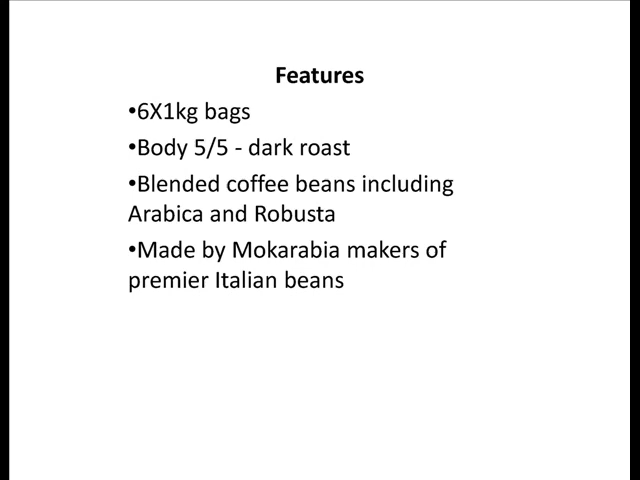 Features
•6X1kg bags
•Body 5/5 - dark roast
•Blended coffee beans including
Arabica and Robusta
•Made by Mokarabia makers of
premier Italian beans